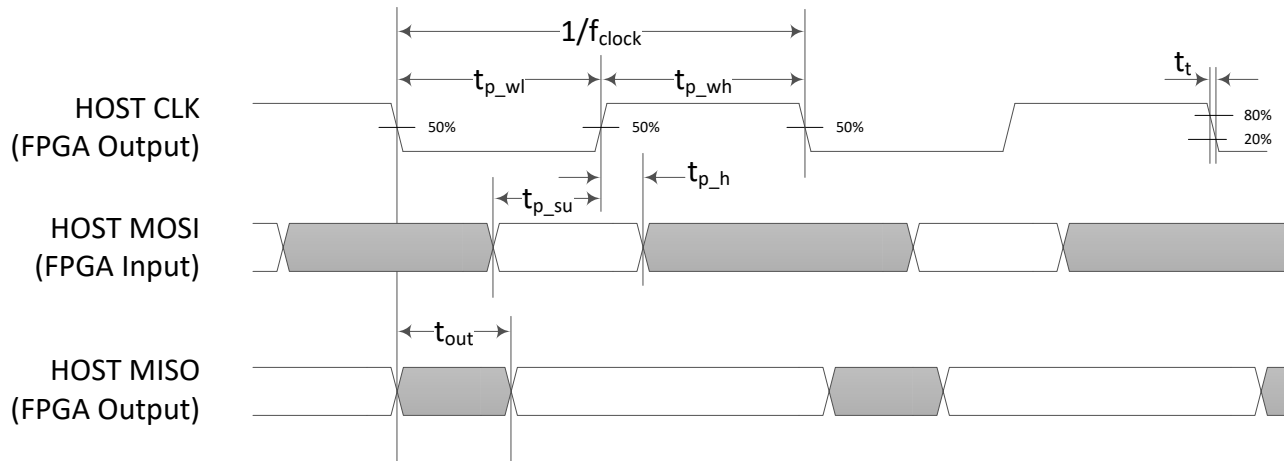 1/fclock
tp_wl
tp_wh
tt
HOST CLK
(FPGA Output)
50%
50%
50%
80%
20%
tp_su
tp_h
HOST MOSI
(FPGA Input)
tout
HOST MISO
(FPGA Output)